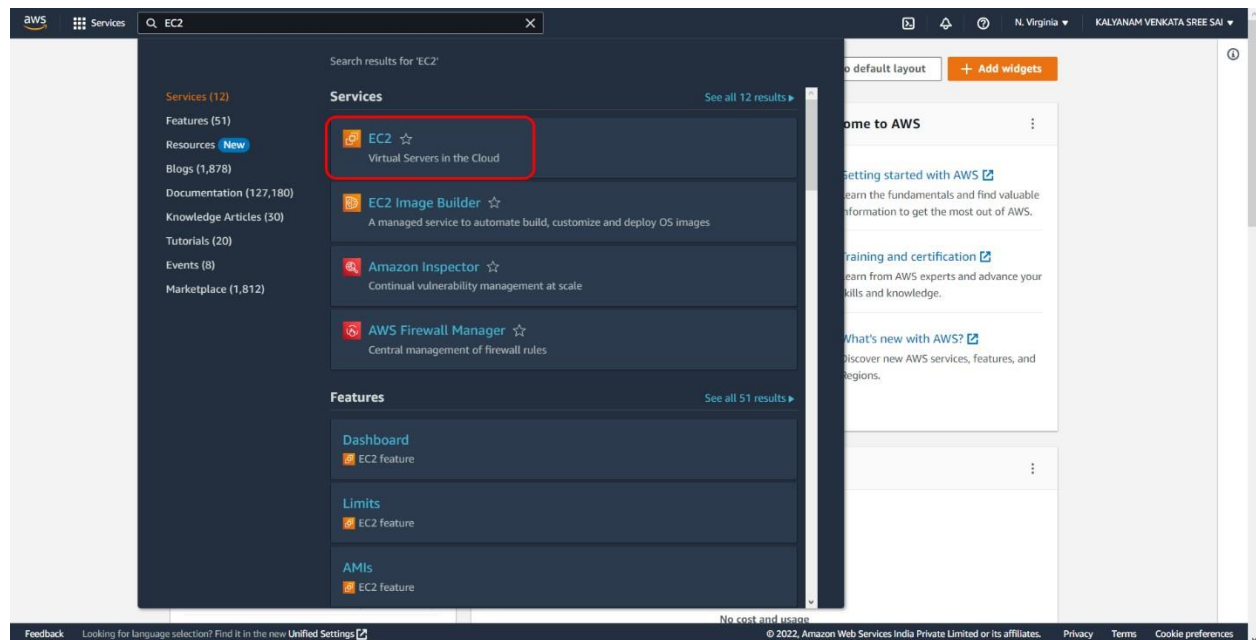 aws
Services
EC2
N. Virginia
KALYANAM VENKATA SREE SAI
Search results for 'EC2'
Services (12)
Features (51)
Resources New
Blogs (1,878)
Documentation (127,180)
Knowledge Articles (30)
Tutorials (20)
Events (8)
Marketplace (1,812)
Services
See all 12 results
EC2
Virtual Servers in the Cloud
EC2 Image Builder
A managed service to automate build, customize and deploy OS images
Amazon Inspector
Continual vulnerability management at scale
AWS Firewall Manager
Central management of firewall rules
Features
See all 51 results
Dashboard
EC2 feature
Limits
EC2 feature
AMIs
EC2 feature
o default layout
+ Add widgets
ome to AWS
Getting started with AWS
Learn the fundamentals and find valuable
information to get the most out of AWS.
Training and certification
Learn from AWS experts and advance your
skills and knowledge.
What's new with AWS?
Discover new AWS services, features, and
Regions.
No cost and usage
Feedback
Looking for language selection? Find it in the new Unified Settings
© 2022, Amazon Web Services India Private Limited or its affiliates.
Privacy
Terms
Cookie preferences